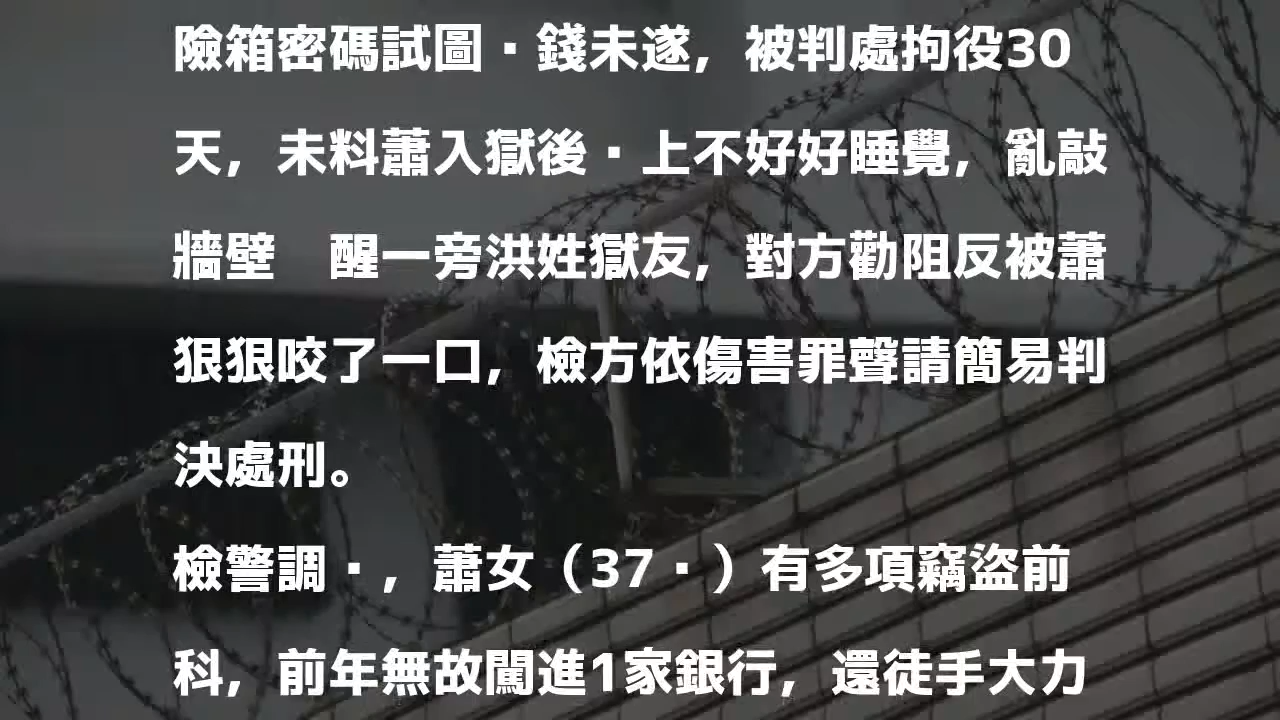 險箱密碼試圖·錢未遂，被判處拘役30
天，未料蕭入獄後·上不好好睡覺，亂敲
牆壁　醒一旁洪姓獄友，對方勸阻反被蕭
狠狠咬了一口，檢方依傷害罪聲請簡易判
決處刑。
檢警調·，蕭女（37·）有多項竊盜前
科，前年無故闖進1家銀行，還徒手大力